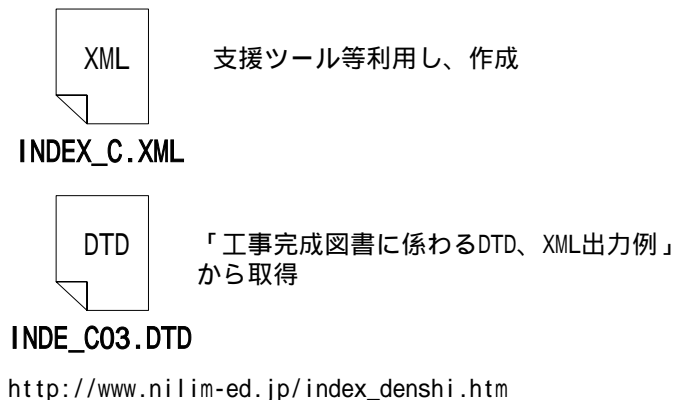 XML
支援ツール等利用し、作成
INDEX_C.XML
DTD
「工事完成図書に係わるDTD、XML出力例」
から取得
INDE_C03.DTD
http://www.nilim-ed.jp/index_denshi.htm